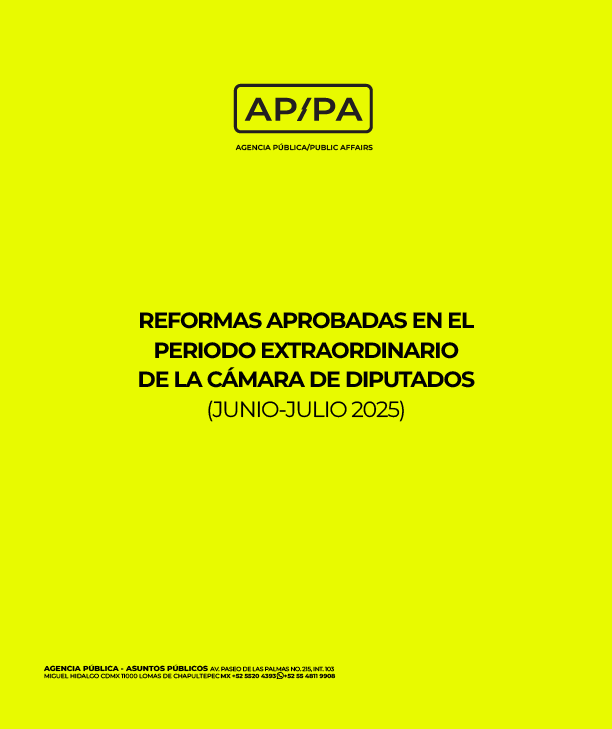 AP/PA
AGENCIA PÚBLICA/PUBLIC AFFAIRS
REFORMAS APROBADAS EN EL
PERIODO EXTRAORDINARIO
DE LA CÁMARA DE DIPUTADOS
(JUNIO-JULIO 2025)
AGENCIA PÚBLICA - ASUNTOS PÚBLICOS AV. PASEO DE LAS PALMAS NO. 215, INT. 103
MIGUEL HIDALGO CDMX 11000 LOMAS DE CHAPULTEPEC MX +52 5520 4393 +52 55 4811 9908